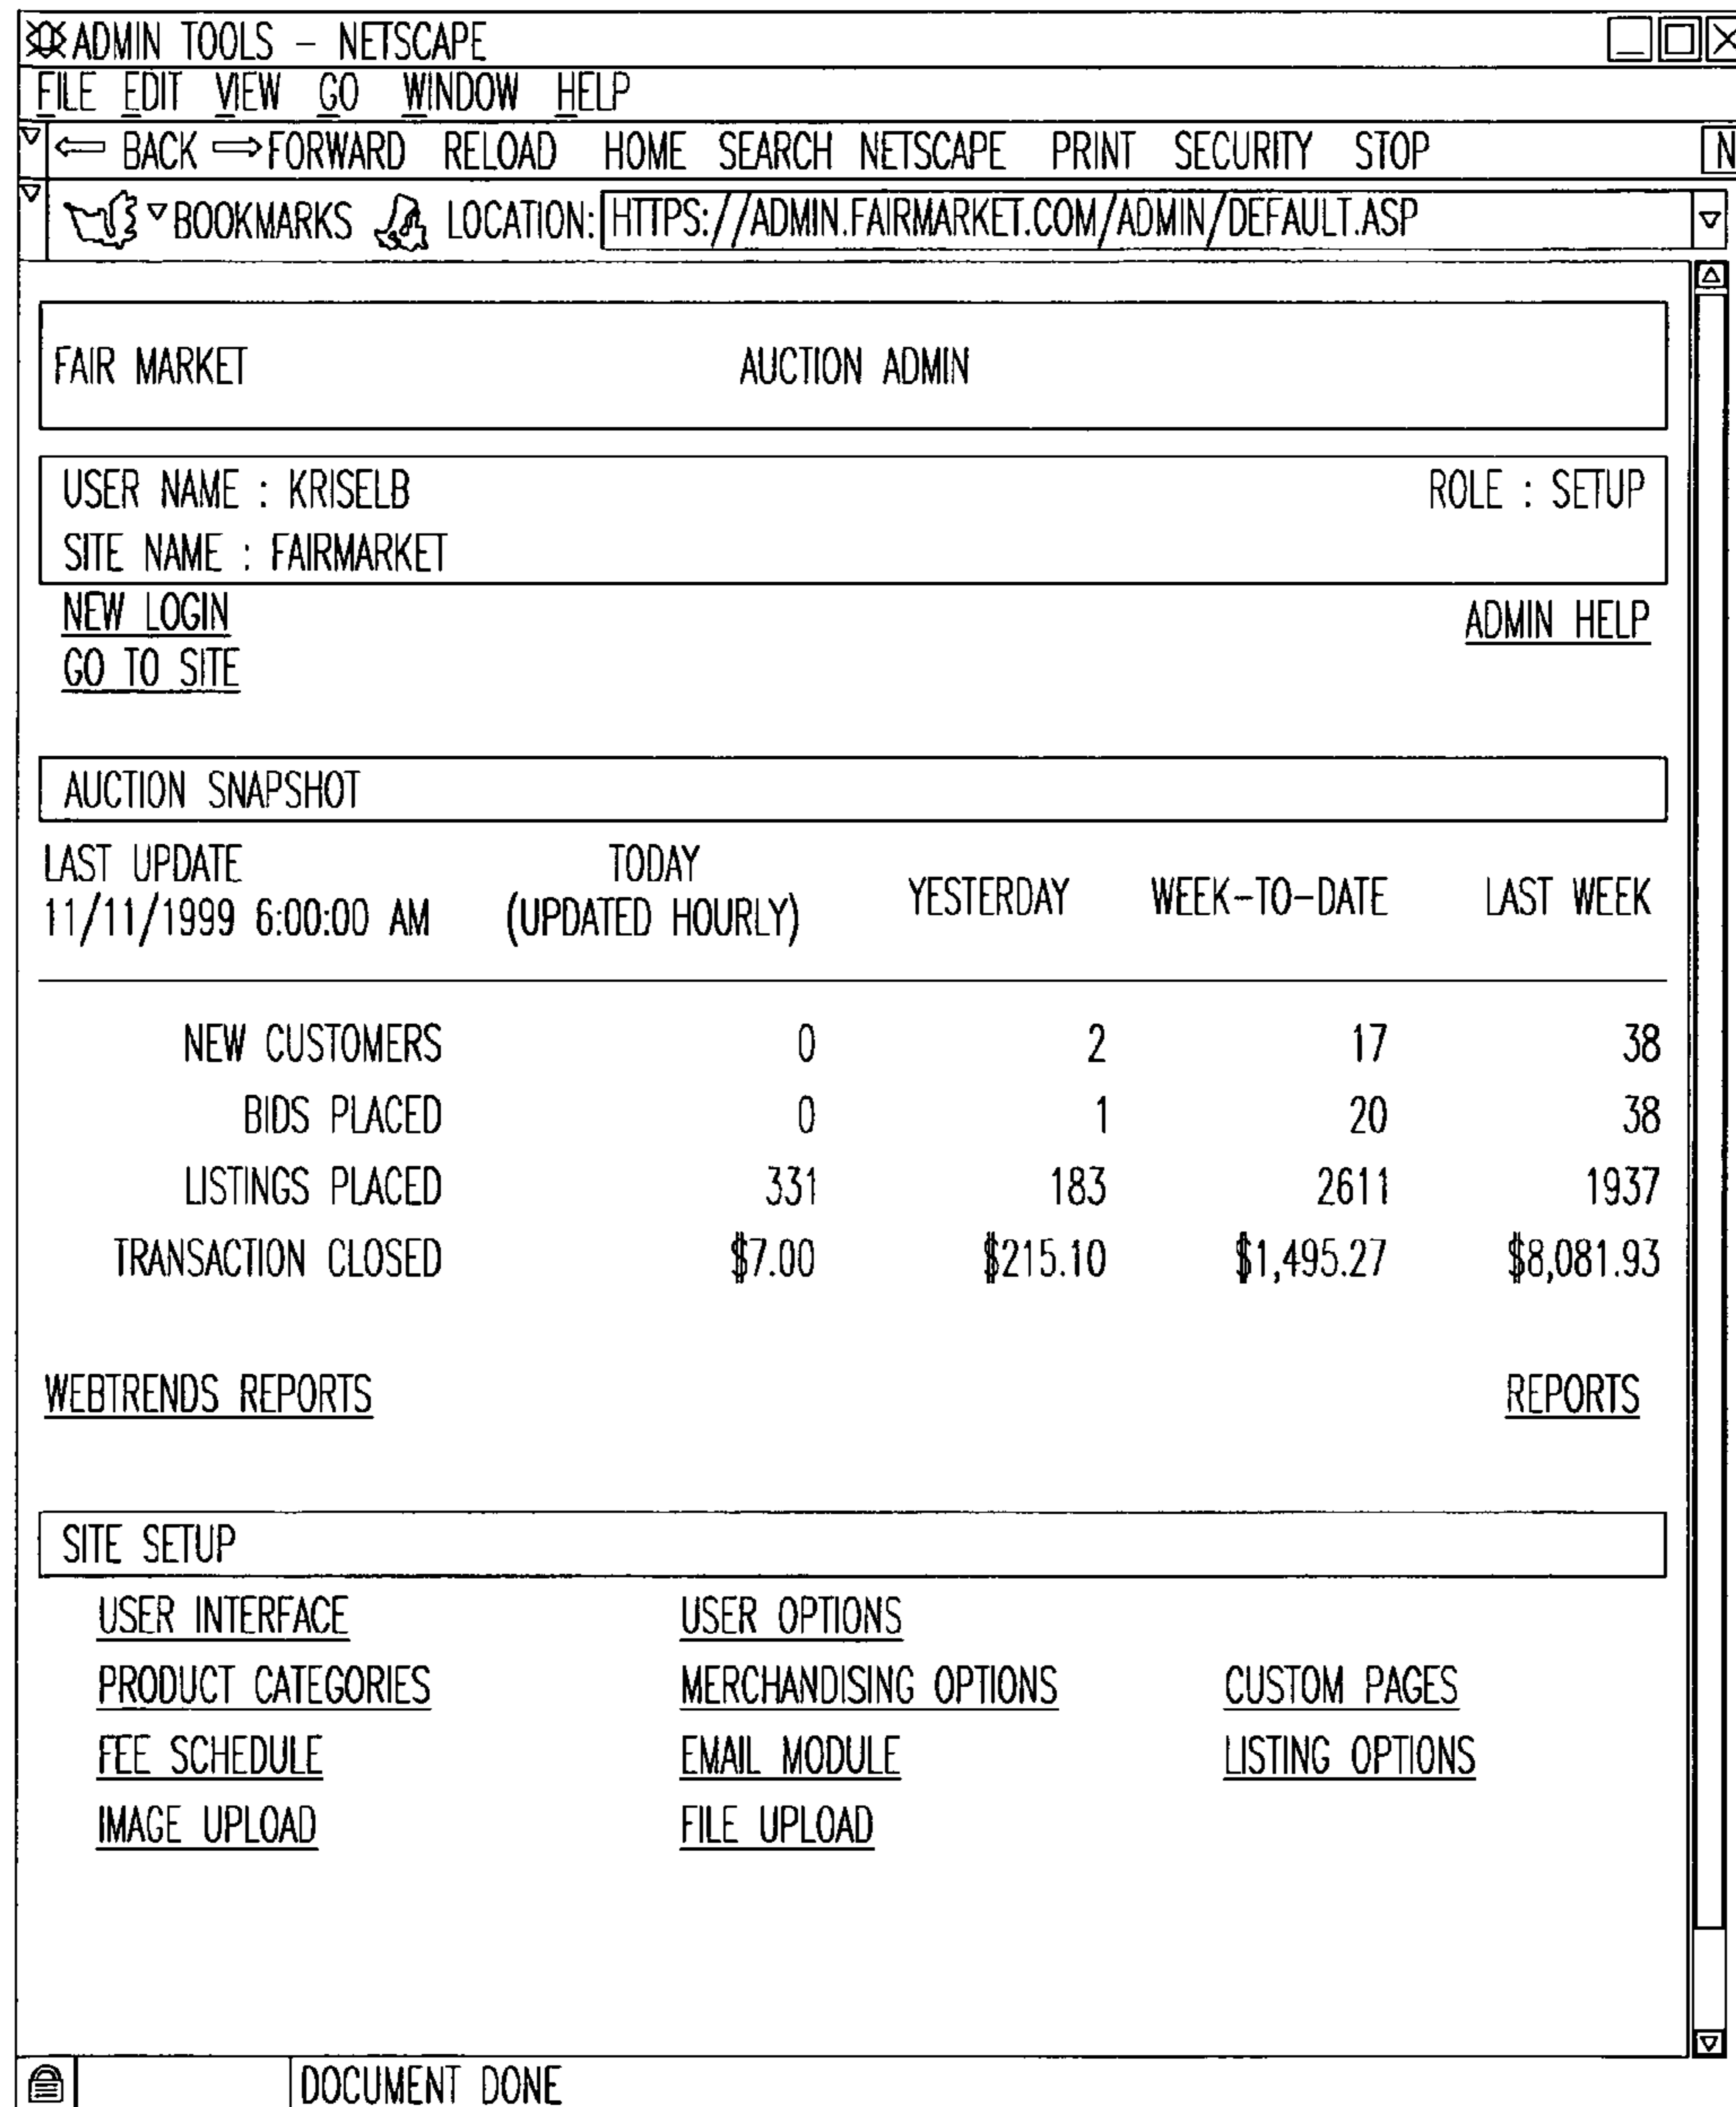 ADMIN TOOLS – NETSCAPE
FILE EDIT VIEW GO WINDOW HELP
BACK FORWARD RELOAD HOME SEARCH NETSCAPE PRINT SECURITY STOP N
BOOKMARKS LOCATION: HTTPS://ADMIN.FAIRMARKET.COM/ADMIN/DEFAULT.ASP
FAIR MARKET AUCTION ADMIN
USER NAME : KRISELB ROLE : SETUP
SITE NAME : FAIRMARKET
NEW LOGIN ADMIN HELP
GO TO SITE
AUCTION SNAPSHOT
LAST UPDATE TODAY
11/11/1999 6:00:00 AM (UPDATED HOURLY) YESTERDAY WEEK-TO-DATE LAST WEEK
NEW CUSTOMERS 0 2 17 38
BIDS PLACED 0 1 20 38
LISTINGS PLACED 331 183 2611 1937
TRANSACTION CLOSED $7.00 $215.10 $1,495.27 $8,081.93
WEBTRENDS REPORTS REPORTS
SITE SETUP
USER INTERFACE USER OPTIONS
PRODUCT CATEGORIES MERCHANDISING OPTIONS CUSTOM PAGES
FEE SCHEDULE EMAIL MODULE LISTING OPTIONS
IMAGE UPLOAD FILE UPLOAD
DOCUMENT DONE